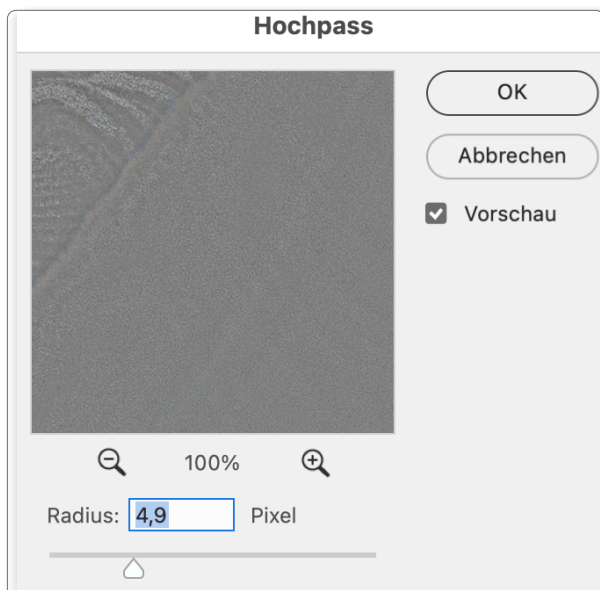 Hochpass
OK
Abbrechen
Vorschau
100%
Radius: 4,9 Pixel